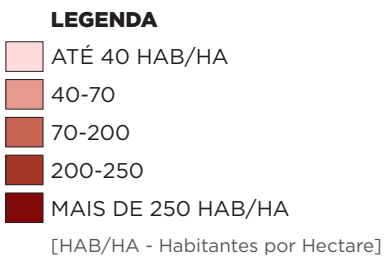 LEGENDA
ATÉ 40 HAB/HA
40-70
70-200
200-250
MAIS DE 250 HAB/HA
[HAB/HA - Habitantes por Hectare]